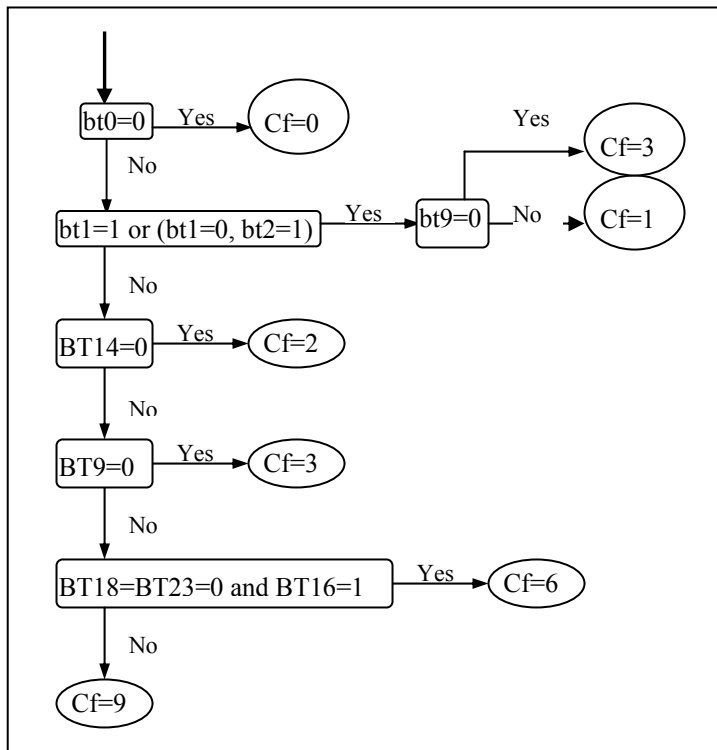 bt0=0
Yes
Cf=0
No
bt1=1 or (bt1=0, bt2=1)
Yes
bt9=0
Yes
Cf=3
No
Cf=1
No
BT14=0
Yes
Cf=2
No
BT9=0
Yes
Cf=3
No
BT18=BT23=0 and BT16=1
Yes
Cf=6
No
Cf=9